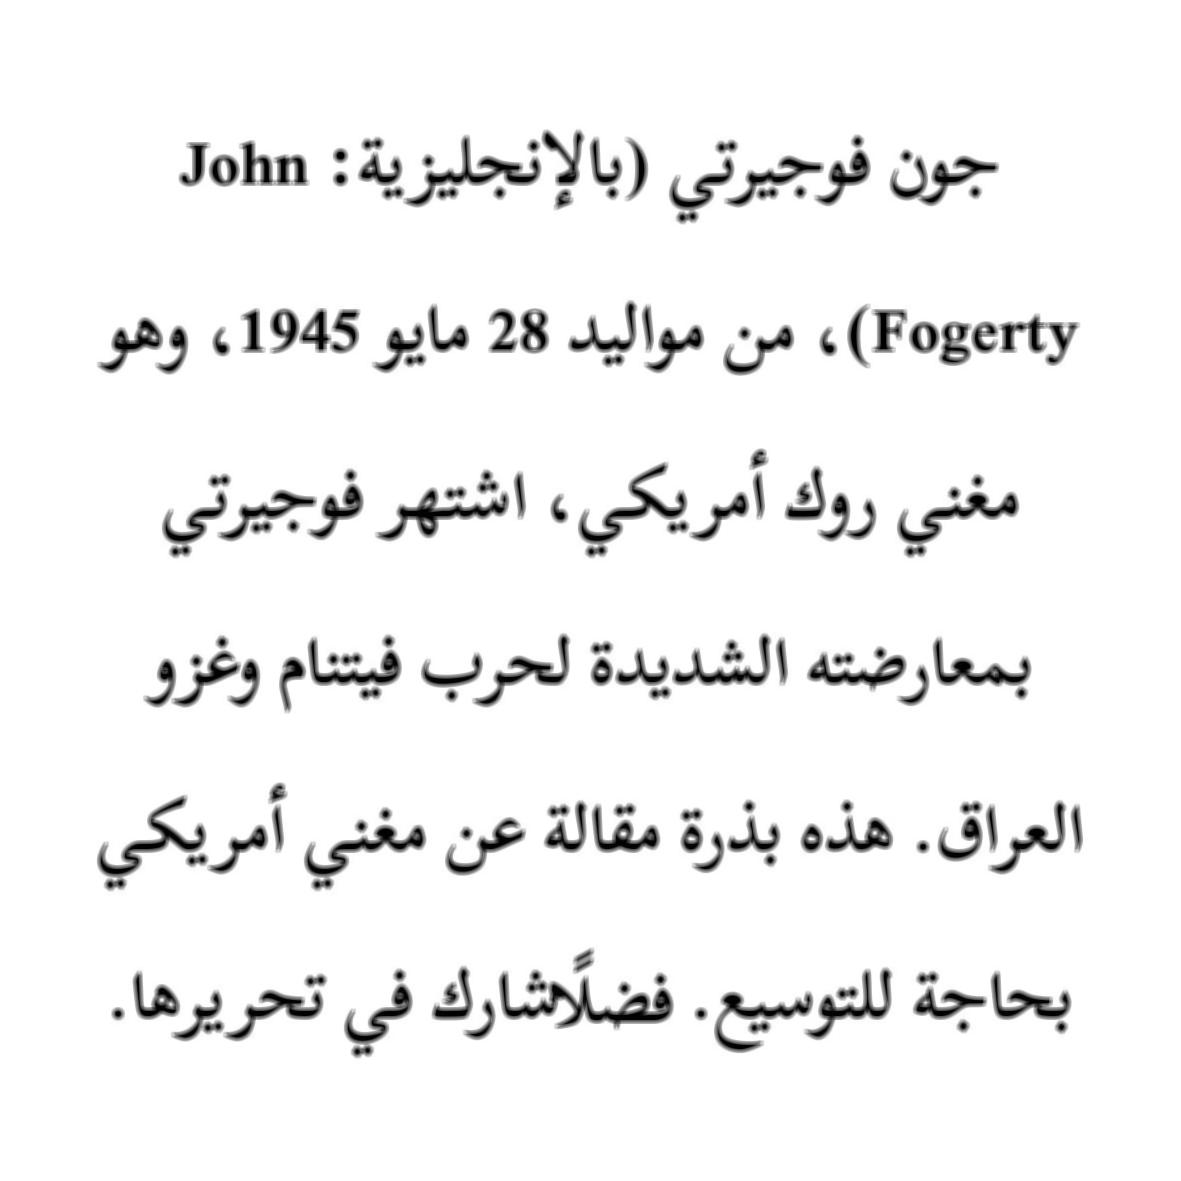 جون فوجيرتي (بالإنجليزية: John
Fogerty)، من مواليد 28 مايو 1945، وهو
مغني روك أمريكي، اشتهر فوجيرتي
بمعارضته الشديدة لحرب فيتنام وغزو
العراق. هذه بذرة مقالة عن مغني أمريكي
بحاجة للتوسيع. فضلًاشارك في تحريرها.